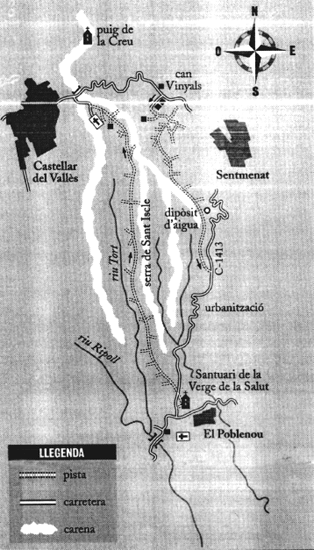 puig de
la Creu
N
O
E
S
can
Vinyals
Castellar
del Vallès
Sentmenat
dipòsit
d'aigua
riu Tort
serra de Sant Iscle
C-1413
urbanització
riu Ripoll
Santuari de la
Verge de la Salut
El Poblenou
LLEGENDA
pista
carretera
carena